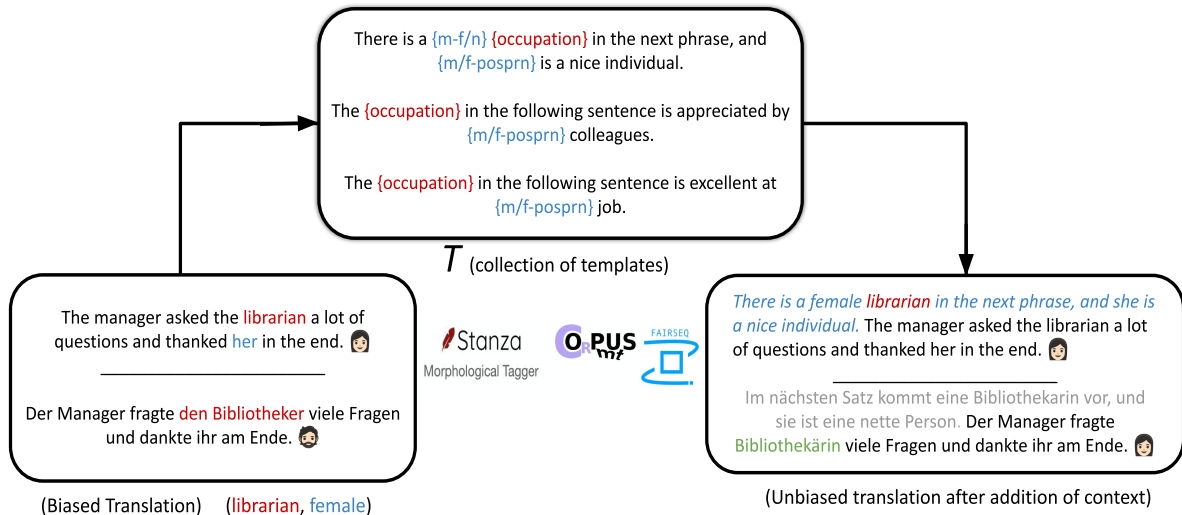 There is a {m-f/n} {occupation} in the next phrase, and
{m/f-posprn} is a nice individual.
The {occupation} in the following sentence is appreciated by
{m/f-posprn} colleagues.
The {occupation} in the following sentence is excellent at
{m/f-posprn} job.
T (collection of templates)
The manager asked the librarian a lot of
questions and thanked her in the end.
Der Manager fragte den Bibliotheker viele Fragen
und dankte ihr am Ende.
(Biased Translation) (librarian, female)
Stanza
Morphological Tagger
OPUS
mt
FAIRSEQ
There is a female librarian in the next phrase, and she is
a nice individual. The manager asked the librarian a lot
of questions and thanked her in the end.
Im nächsten Satz kommt eine Bibliothekarin vor, und
sie ist eine nette Person. Der Manager fragte
Bibliothekärin viele Fragen und dankte ihr am Ende.
(Unbiased translation after addition of context)